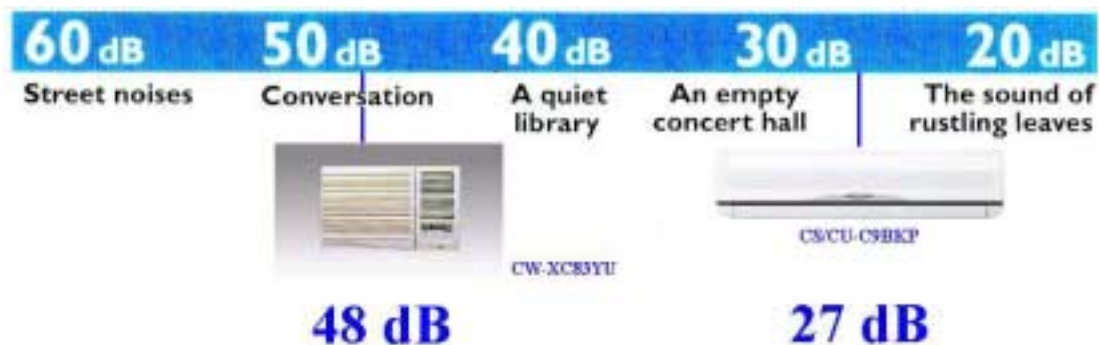 60 dB 50 dB 40 dB 30 dB 20 dB
Street noises Conversation A quiet An empty The sound of
library concert hall rustling leaves
CS/CU-C9BKP
CW-XC83YU
48 dB 27 dB